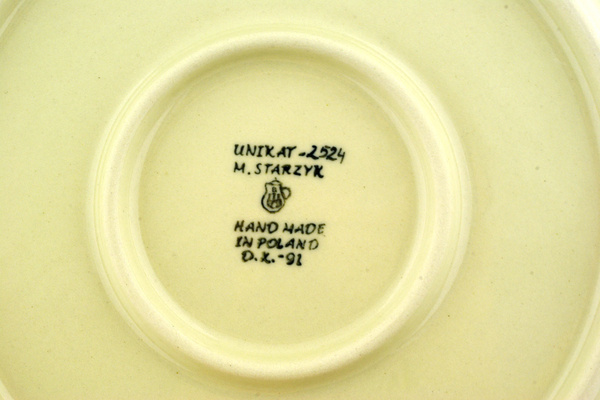 UNIKAT-2524
M. STARZYK
HAND MADE
IN POLAND
D.K.-91